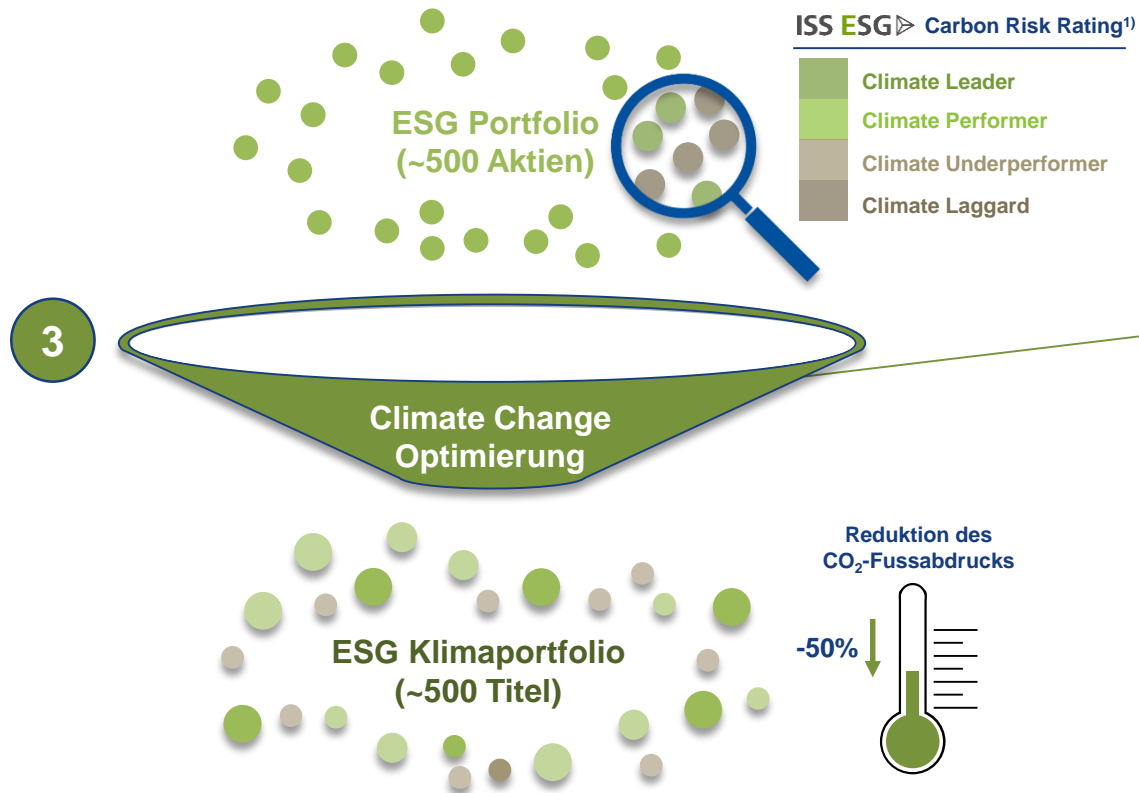 ISS ESG Carbon Risk Rating¹⁾
Climate Leader
Climate Performer
Climate Underperformer
Climate Laggard
ESG Portfolio
(~500 Aktien)
3
Climate Change
Optimierung
Reduktion des
CO₂-Fussabdrucks
-50%
ESG Klimaportfolio
(~500 Titel)